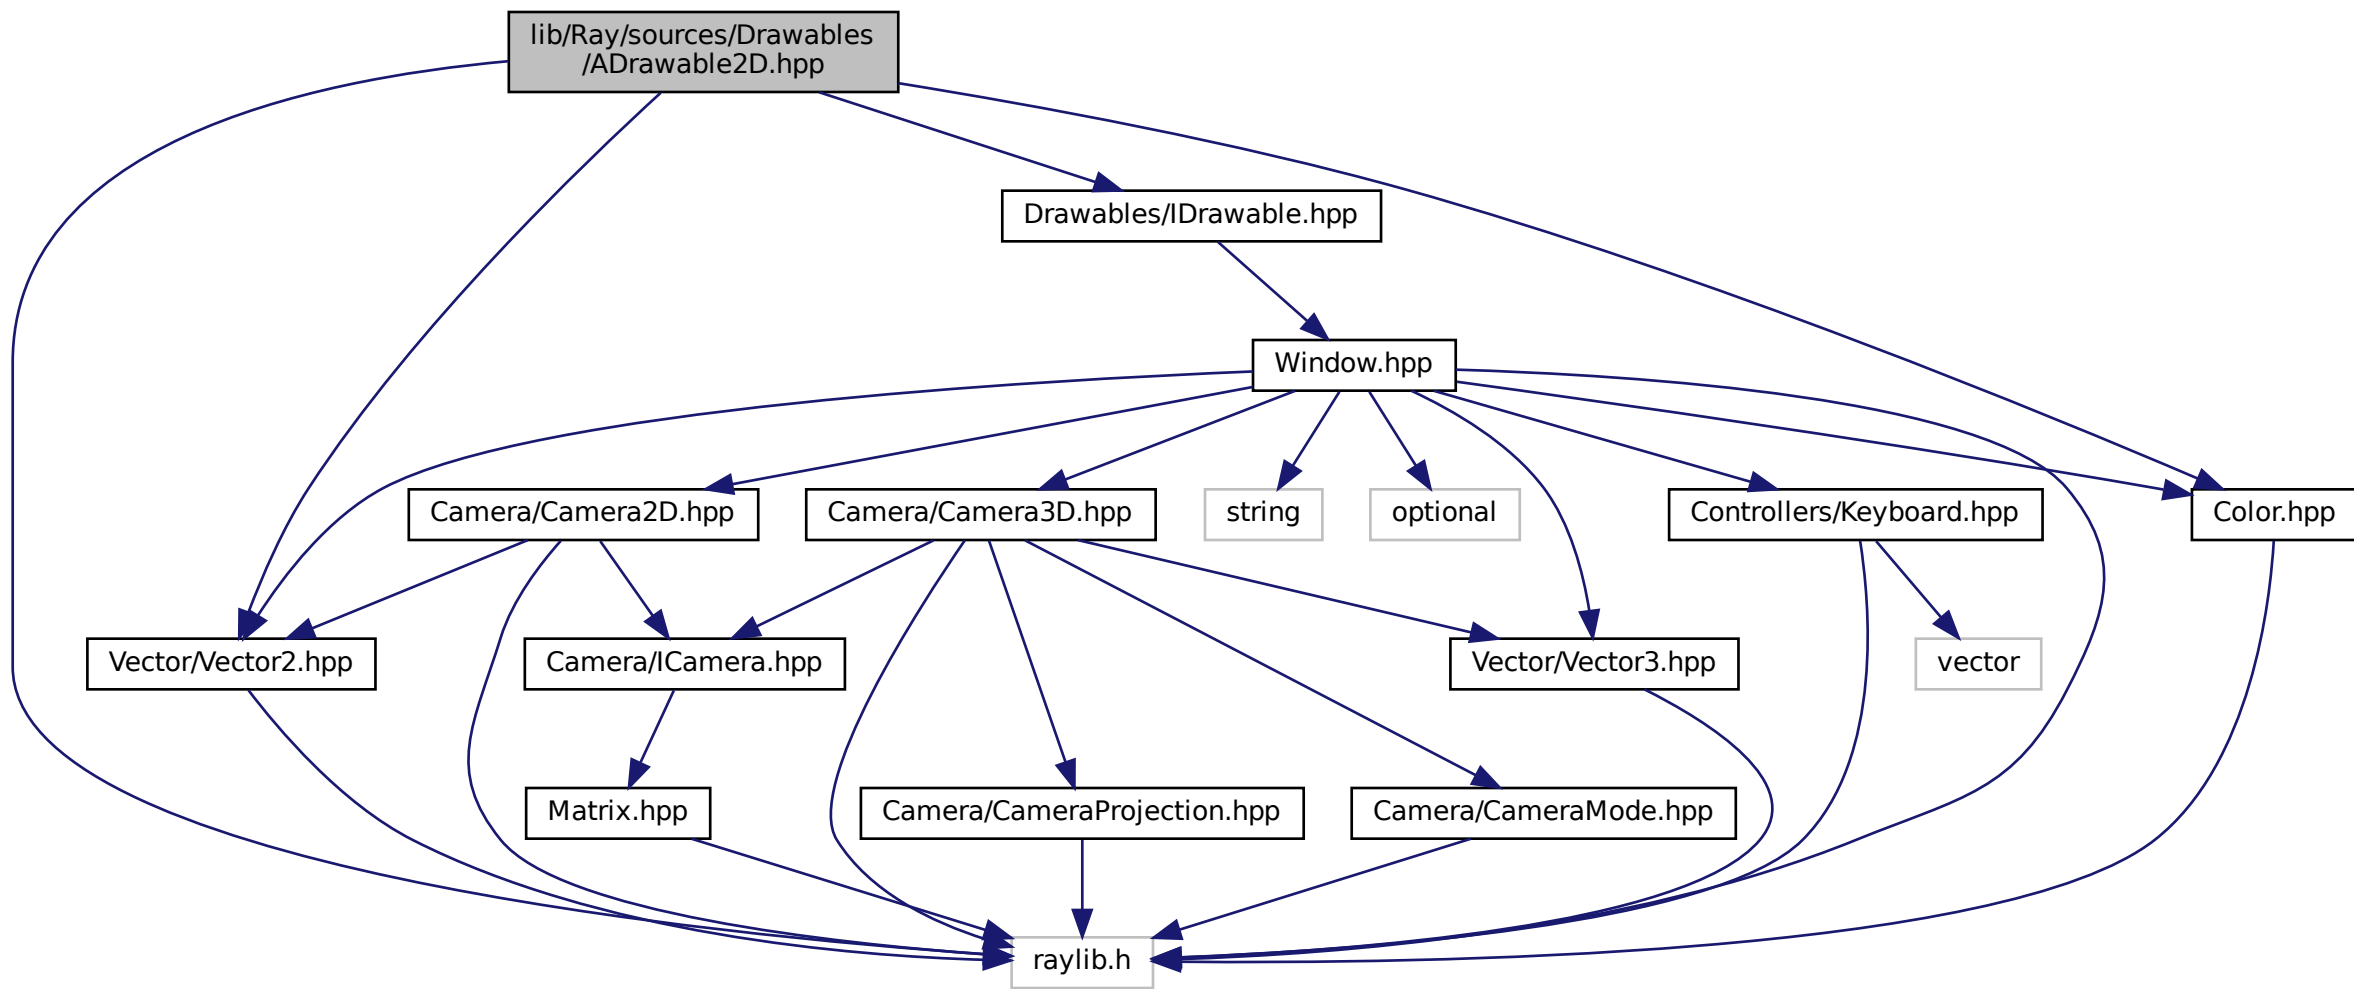 lib/Ray/sources/Drawables
/ADrawable2D.hpp
Drawables/IDrawable.hpp
Window.hpp
Camera/Camera2D.hpp
Camera/Camera3D.hpp
string
optional
Controllers/Keyboard.hpp
Color.hpp
Vector/Vector2.hpp
Camera/ICamera.hpp
Vector/Vector3.hpp
vector
Matrix.hpp
Camera/CameraProjection.hpp
Camera/CameraMode.hpp
raylib.h